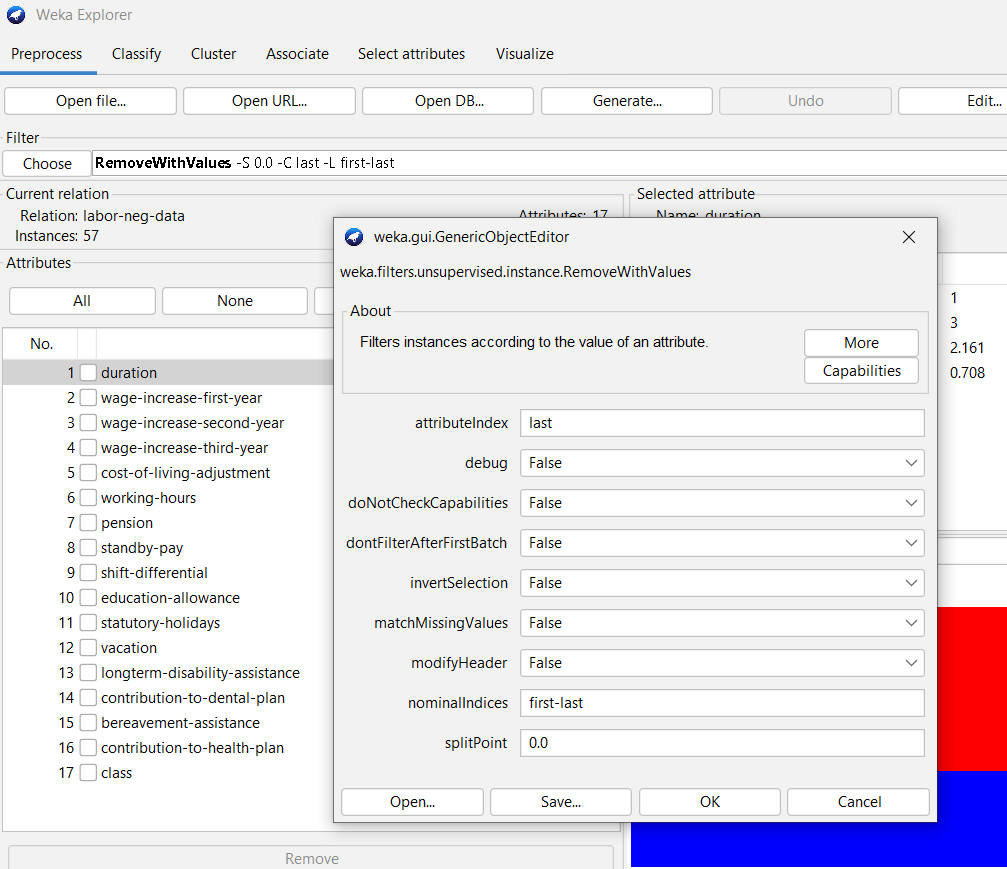 Weka Explorer
Preprocess Classify Cluster Associate Select attributes Visualize
Open file... Open URL... Open DB... Generate... Undo Edit...
Filter
Choose RemoveWithValues -S 0.0 -C last -L first-last
Current relation
Relation: labor-neg-data Attributes: 17
Instances: 57
Selected attribute
Name: duration
Attributes
All None
No.
1 duration
2 wage-increase-first-year
3 wage-increase-second-year
4 wage-increase-third-year
5 cost-of-living-adjustment
6 working-hours
7 pension
8 standby-pay
9 shift-differential
10 education-allowance
11 statutory-holidays
12 vacation
13 longterm-disability-assistance
14 contribution-to-dental-plan
15 bereavement-assistance
16 contribution-to-health-plan
17 class
Remove
weka.gui.GenericObjectEditor
weka.filters.unsupervised.instance.RemoveWithValues
About
Filters instances according to the value of an attribute.
More
Capabilities
attributeIndex last
debug False
doNotCheckCapabilities False
dontFilterAfterFirstBatch False
invertSelection False
matchMissingValues False
modifyHeader False
nominalIndices first-last
splitPoint 0.0
Open... Save... OK Cancel
1
3
2.161
0.708